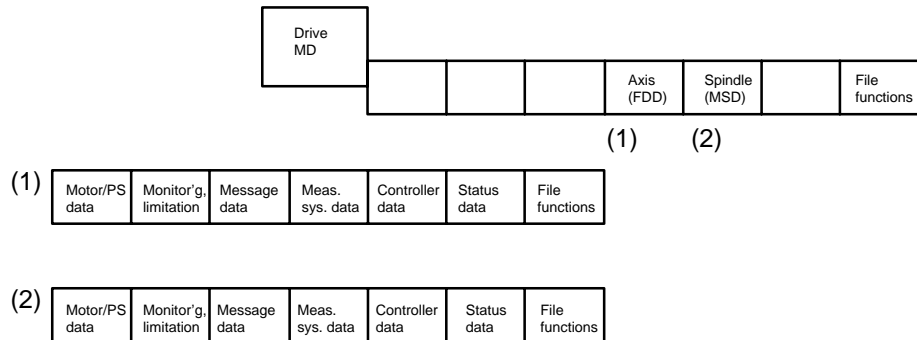 Drive
MD
Axis
(FDD)
Spindle
(MSD)
File
functions
(1)
(2)
(1)
Motor/PS
data
Monitor'g,
limitation
Message
data
Meas.
sys. data
Controller
data
Status
data
File
functions
(2)
Motor/PS
data
Monitor'g,
limitation
Message
data
Meas.
sys. data
Controller
data
Status
data
File
functions